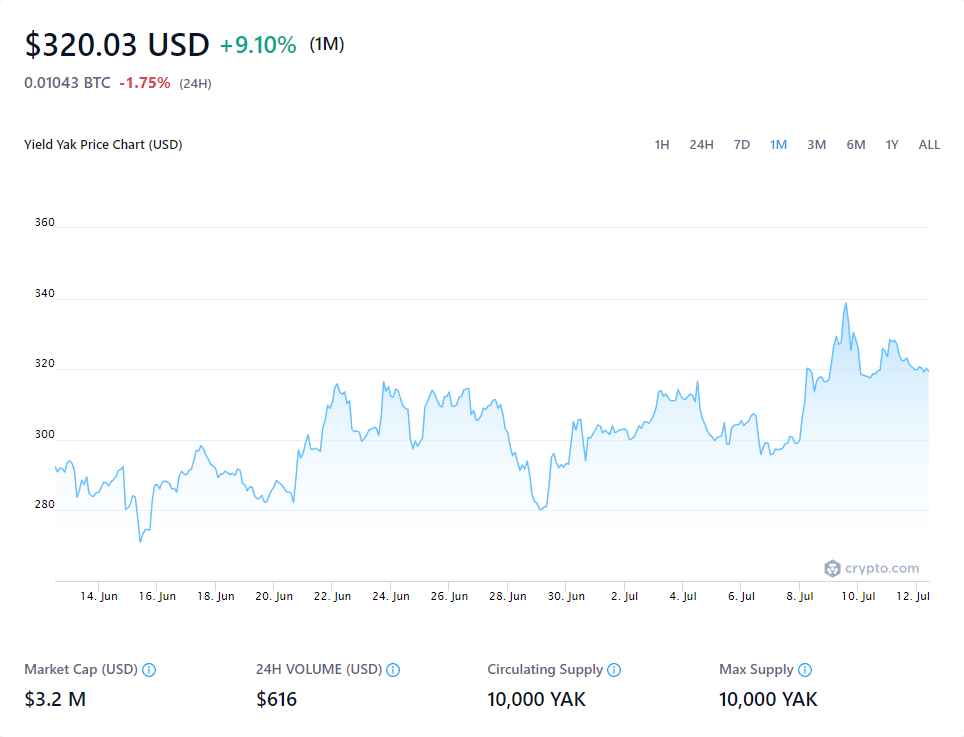 $320.03 USD +9.10% (1M)
0.01043 BTC -1.75% (24H)
Yield Yak Price Chart (USD)
1H 24H 7D 1M 3M 6M 1Y ALL
360
340
320
300
280
crypto.com
14. Jun 16. Jun 18. Jun 20. Jun 22. Jun 24. Jun 26. Jun 28. Jun 30. Jun 2. Jul 4. Jul 6. Jul 8. Jul 10. Jul 12. Jul
Market Cap (USD) 24H VOLUME (USD) Circulating Supply Max Supply
$3.2 M $616 10,000 YAK 10,000 YAK